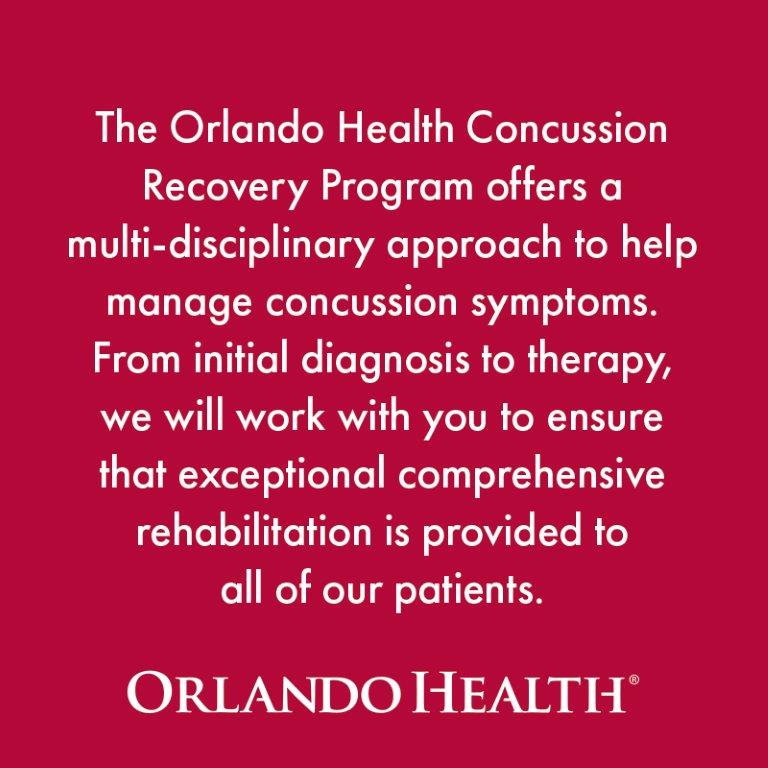 The Orlando Health Concussion
Recovery Program offers a
multi-disciplinary approach to help
manage concussion symptoms.
From initial diagnosis to therapy,
we will work with you to ensure
that exceptional comprehensive
rehabilitation is provided to
all of our patients.
ORLANDO HEALTH®